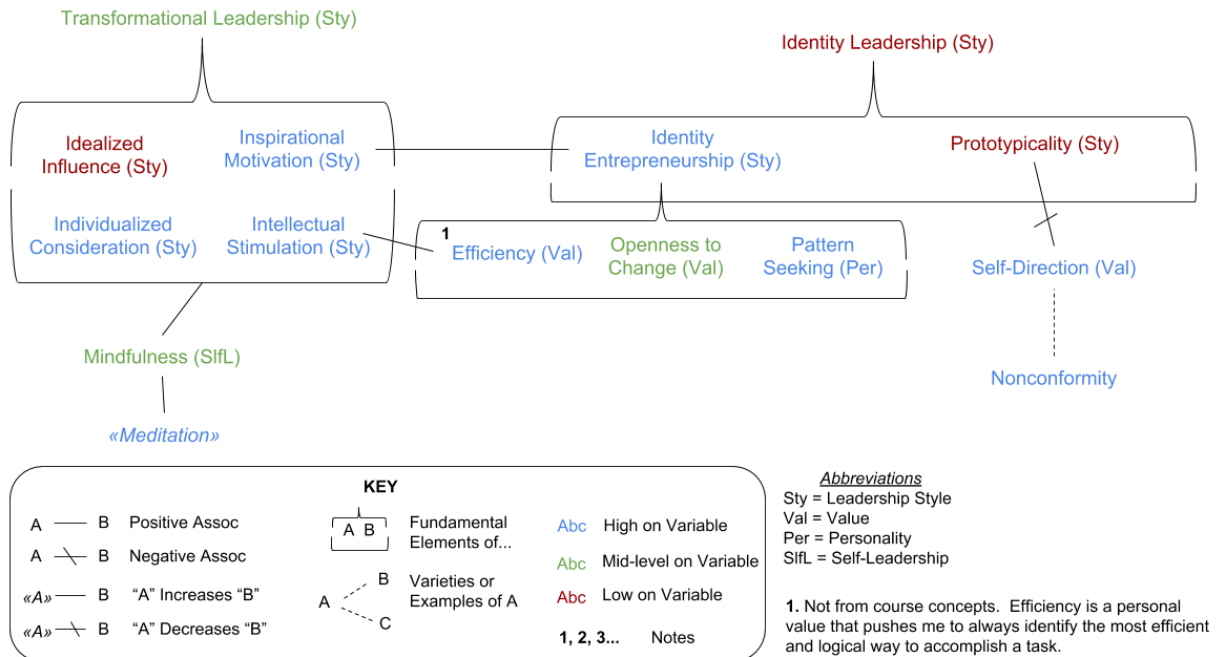 Transformational Leadership (Sty)
Identity Leadership (Sty)
Idealized
Influence (Sty)
Inspirational
Motivation (Sty)
Identity
Entrepreneurship (Sty)
Prototypicality (Sty)
Individualized
Consideration (Sty)
Intellectual
Stimulation (Sty)
1
Efficiency (Val)
Openness to
Change (Val)
Pattern
Seeking (Per)
Self-Direction (Val)
Mindfulness (SlfL)
Nonconformity
«Meditation»
KEY
A B Positive Assoc
A B Negative Assoc
«A» B “A” Increases “B”
«A» B “A” Decreases “B”
A B
Fundamental
Elements of...
A
B
C
Varieties or
Examples of A
Abc High on Variable
Abc Mid-level on Variable
Abc Low on Variable
1, 2, 3... Notes
Abbreviations
Sty = Leadership Style
Val = Value
Per = Personality
SlfL = Self-Leadership
1. Not from course concepts. Efficiency is a personal
value that pushes me to always identify the most efficient
and logical way to accomplish a task.